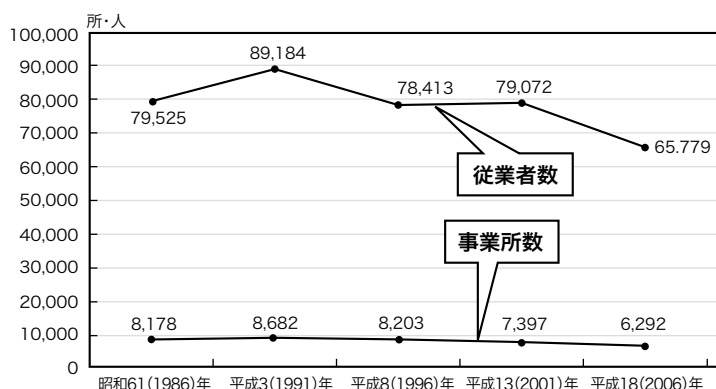 所・人
100,000
90,000
80,000
70,000
60,000
50,000
40,000
30,000
20,000
10,000
0
79,525
89,184
78,413
79,072
65.779
従業者数
事業所数
8,178
8,682
8,203
7,397
6,292
昭和61(1986)年
平成3(1991)年
平成8(1996)年
平成13(2001)年
平成18(2006)年